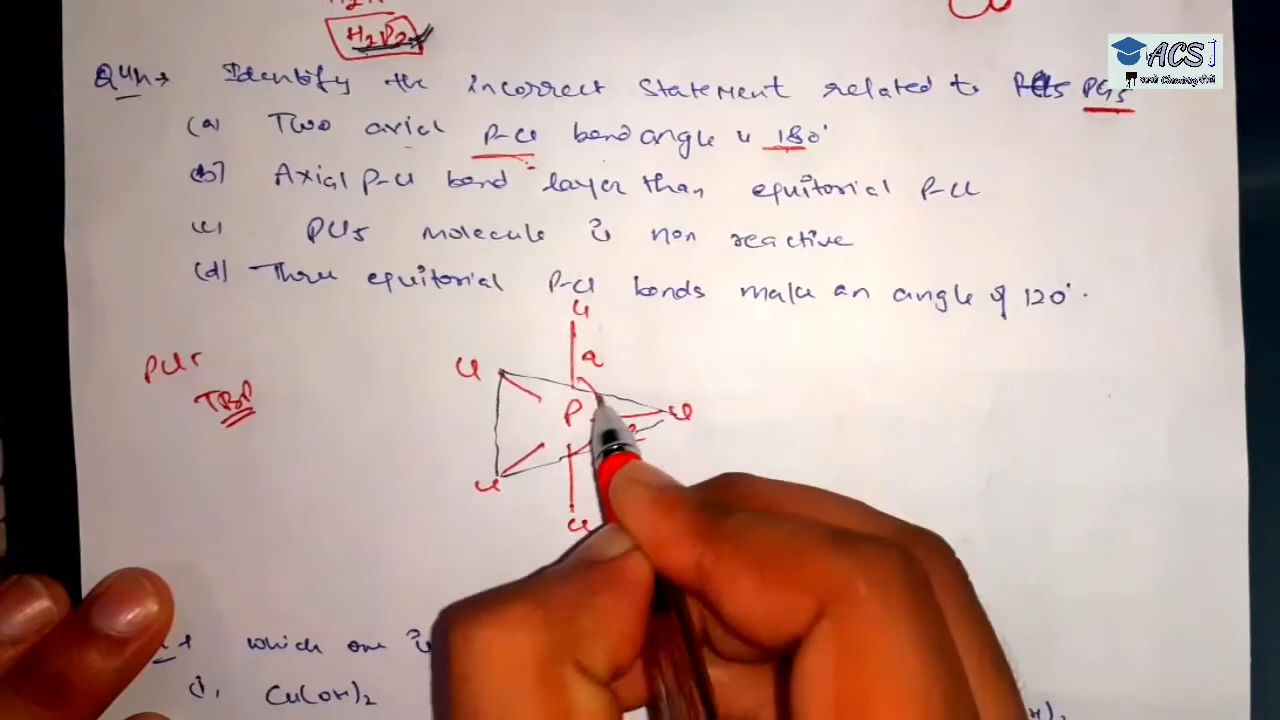 H₂P₂
ACS
Qun→ Identify the incorrect statement related to PCl5
(a) Two axial P-Cl bond angle is 180°
(b) Axial P-Cl bond layer than equitorial P-Cl
(c) PCl5 molecule is non reactive
(d) Three equitorial P-Cl bonds make an angle of 120°.
Cl
PCl5
TBP
Cl
a
P
Cl
Cl
Cl
which one is
(i), Cu(OH)2